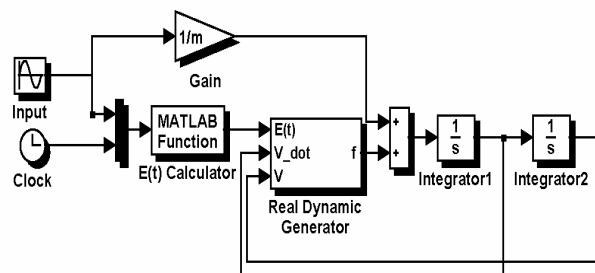 1/m
Gain
Input
Clock
MATLAB
Function
E(t) Calculator
E(t)
V_dot
V
f
Real Dynamic
Generator
+
+
1
s
Integrator1
1
s
Integrator2